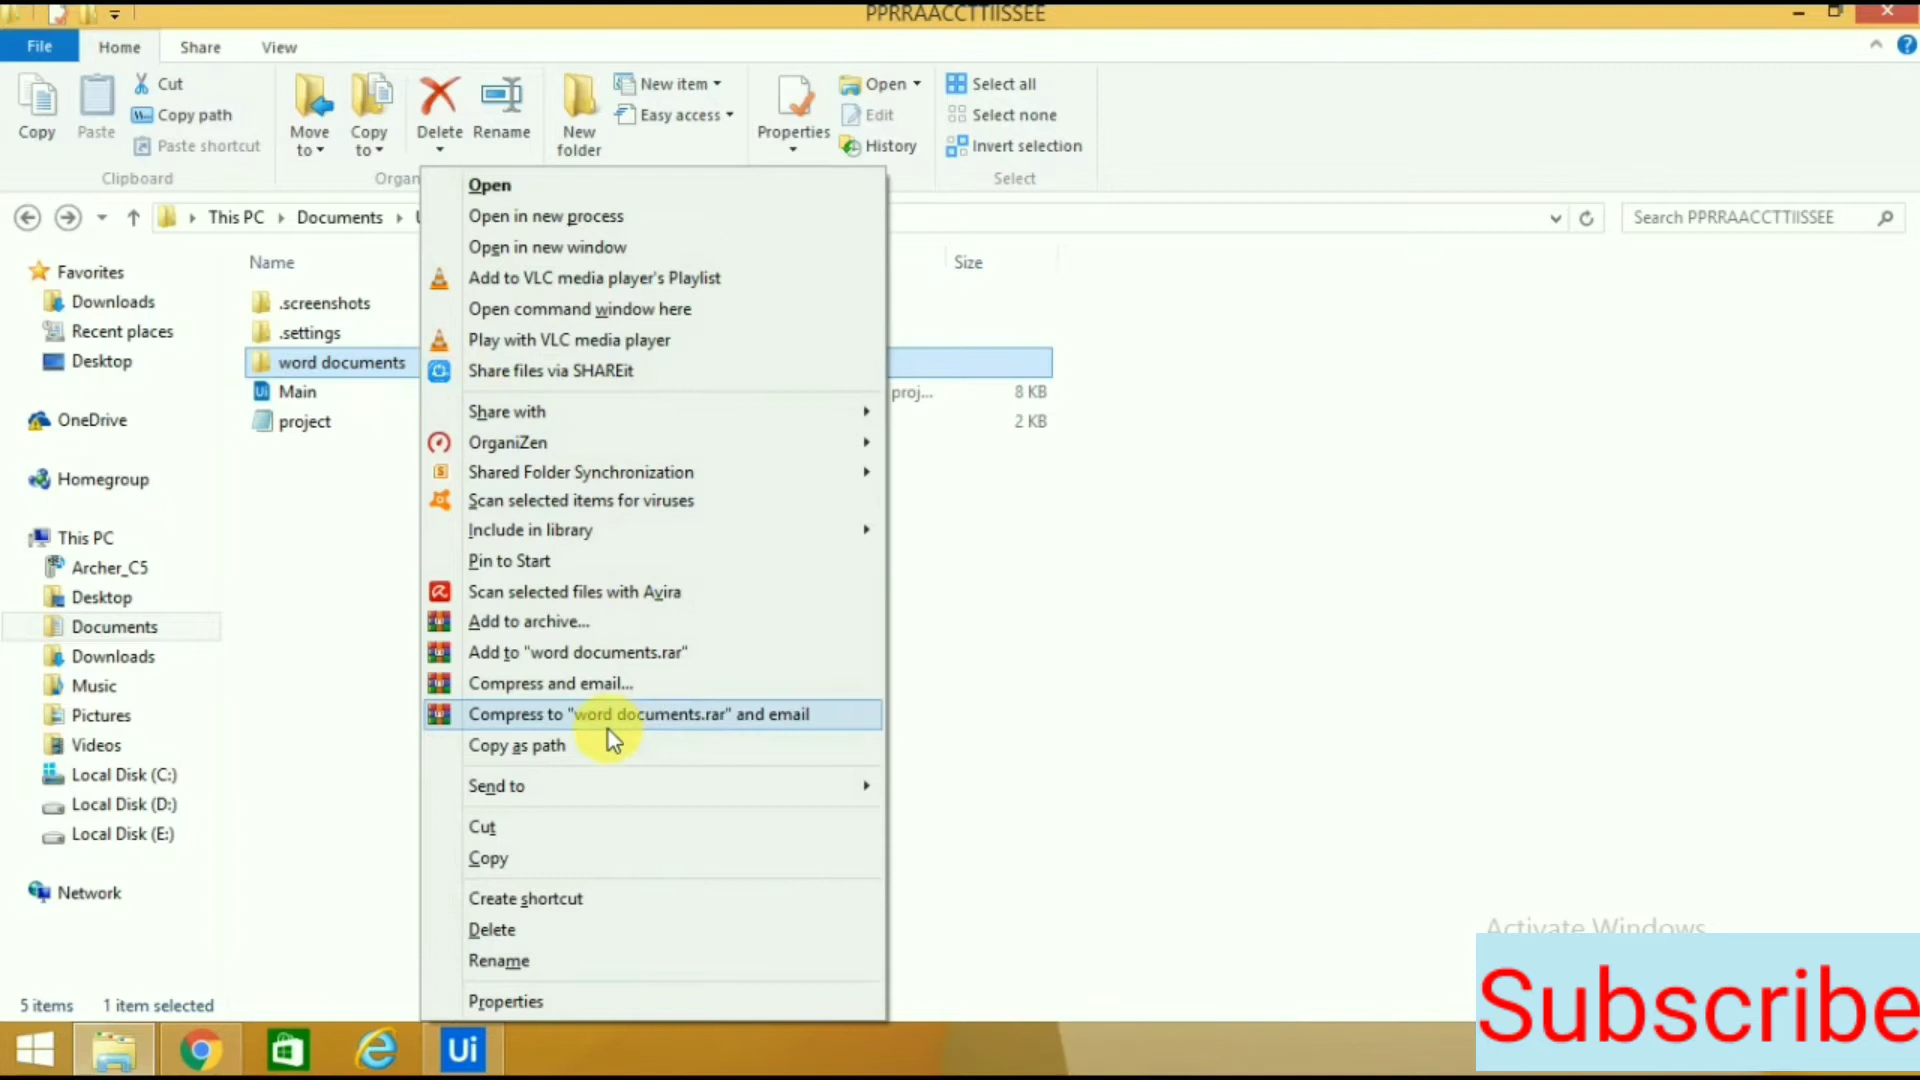 PPRRAACCTTIISSEE
File Home Share View
Copy
Paste
Cut
Copy path
Paste shortcut
Clipboard
Move to
Copy to
Delete
Rename
Organ
New folder
New item
Easy access
Properties
Open
Edit
History
Select all
Select none
Invert selection
Select
This PC Documents
Search PPRRAACCTTIISSEE
Favorites
Downloads
Recent places
Desktop
OneDrive
Homegroup
This PC
Archer_C5
Desktop
Documents
Downloads
Music
Pictures
Videos
Local Disk (C:)
Local Disk (D:)
Local Disk (E:)
Network
Name Size
.screenshots
.settings
word documents
Main proj... 8 KB
project 2 KB
Open
Open in new process
Open in new window
Add to VLC media player's Playlist
Open command window here
Play with VLC media player
Share files via SHAREit
Share with
OrganiZen
Shared Folder Synchronization
Scan selected items for viruses
Include in library
Pin to Start
Scan selected files with Avira
Add to archive...
Add to "word documents.rar"
Compress and email...
Compress to "word documents.rar" and email
Copy as path
Send to
Cut
Copy
Create shortcut
Delete
Rename
Properties
5 items 1 item selected
Activate Windows
Subscribe
Ui